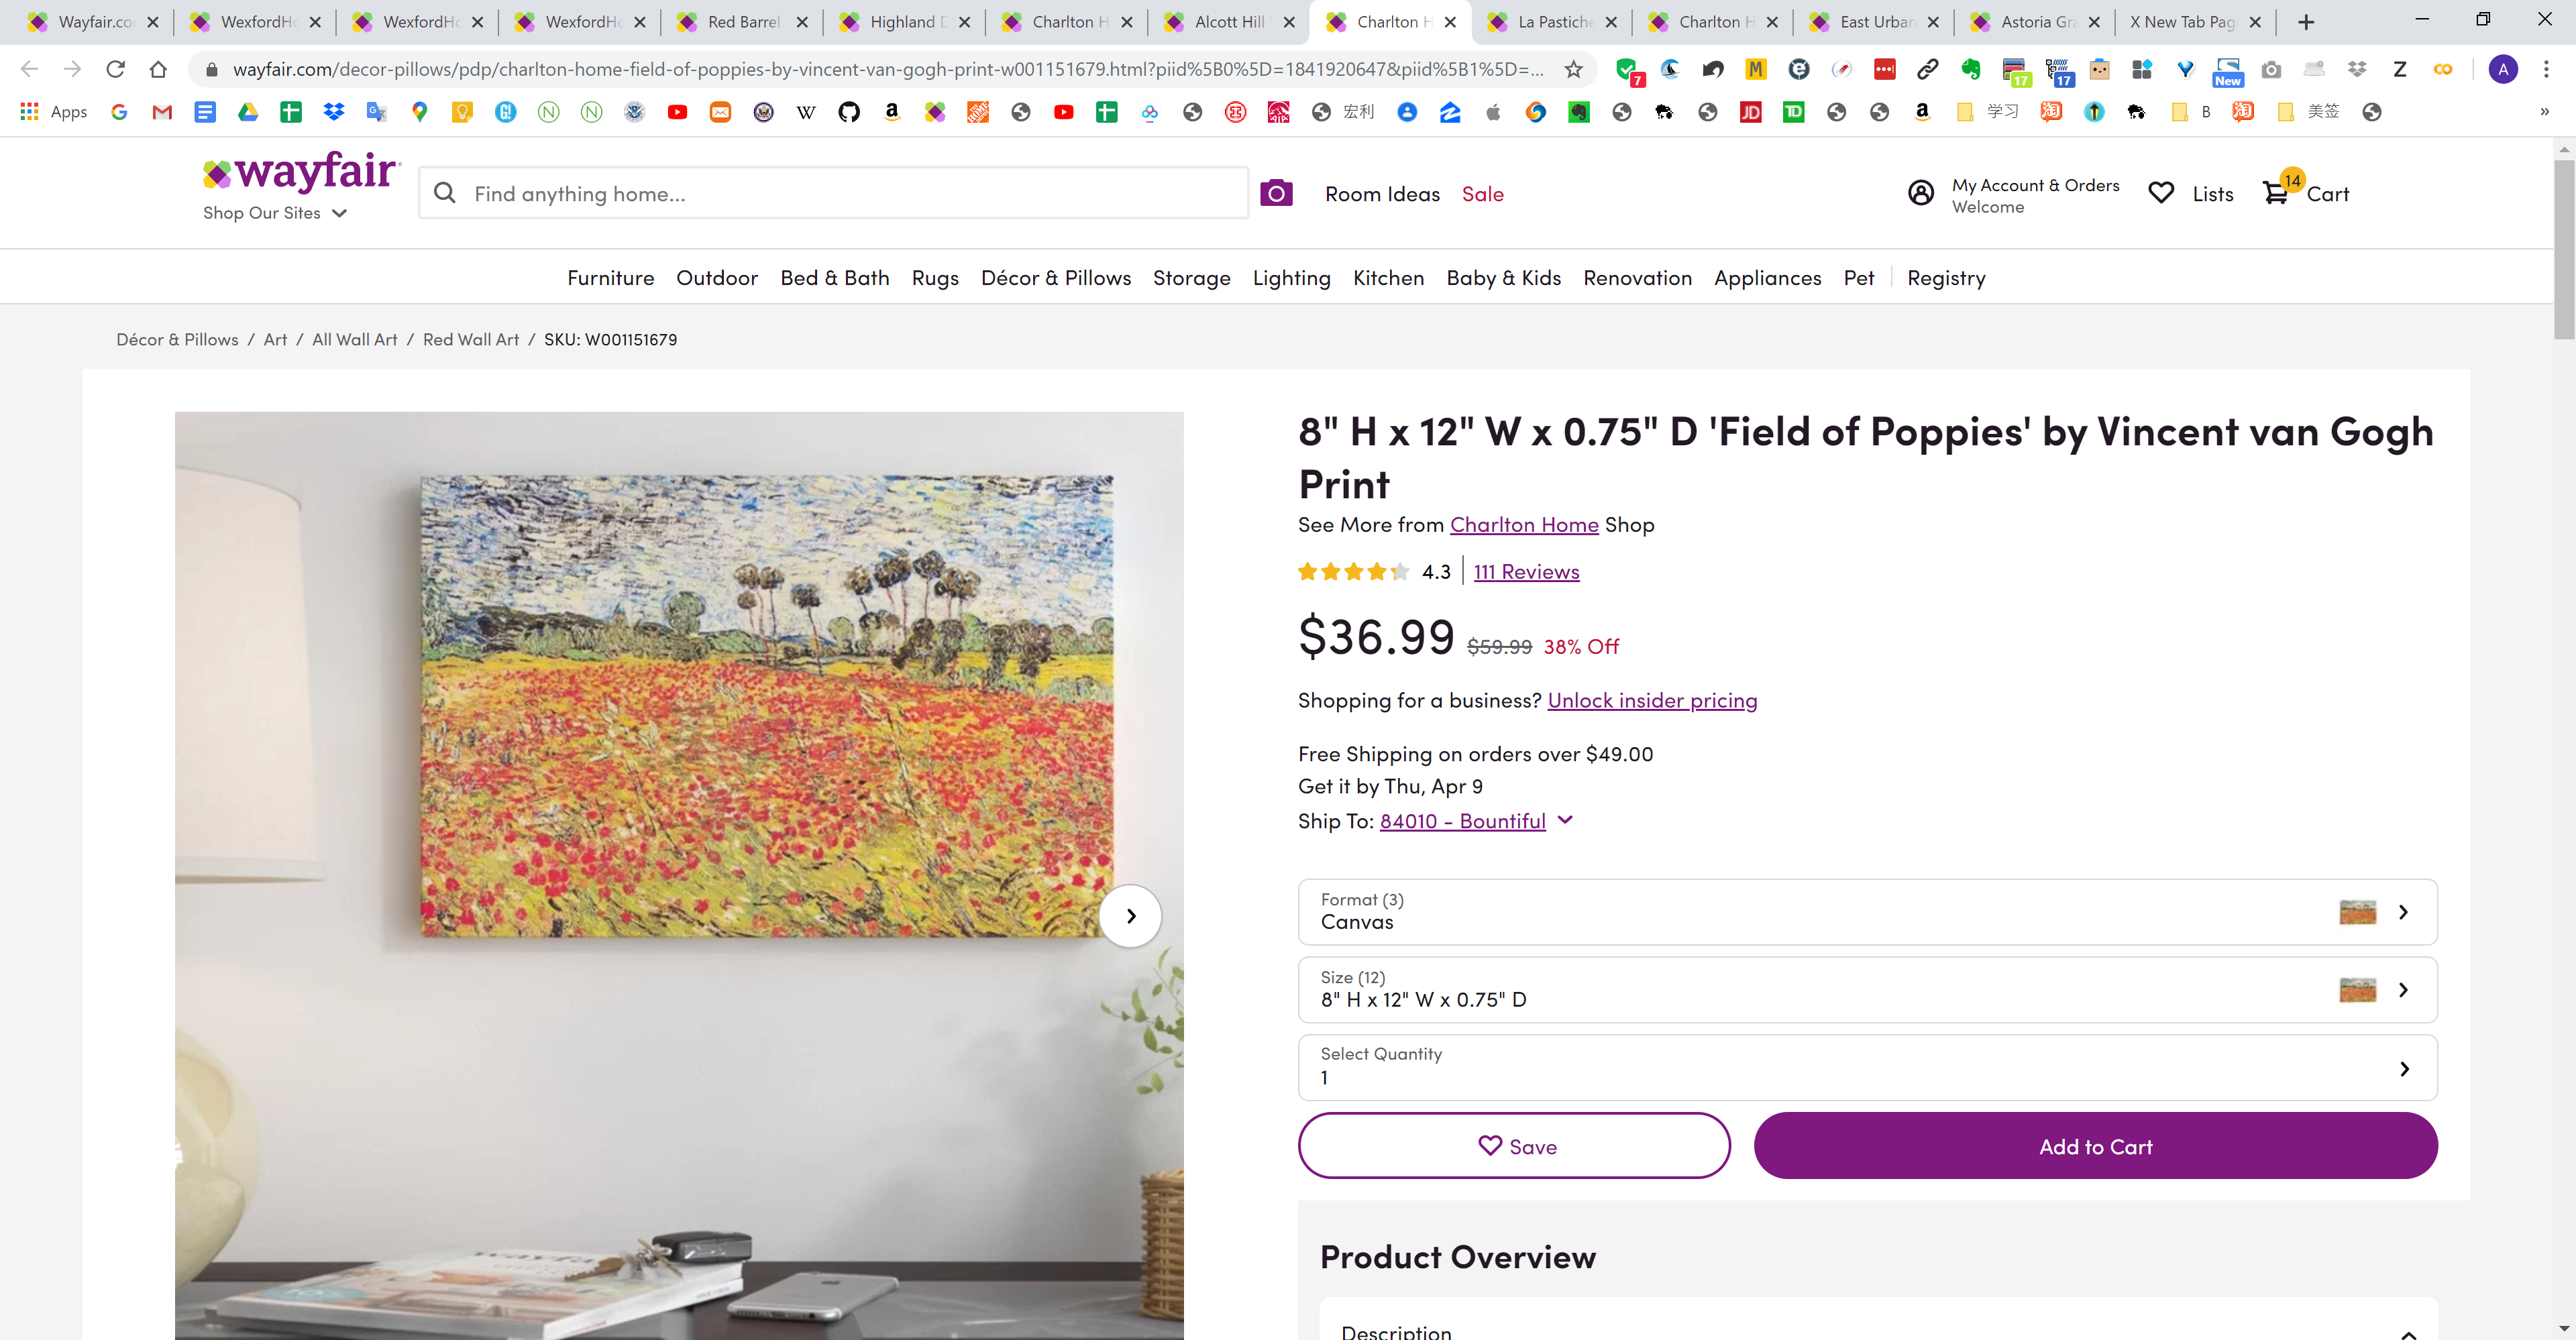 Wayfair.co
WexfordHo
WexfordHo
WexfordHo
Red Barrel
Highland D
Charlton H
Alcott Hill
Charlton H
La Pastiche
Charlton H
East Urban
Astoria Gra
X New Tab Pag
wayfair.com/decor-pillows/pdp/charlton-home-field-of-poppies-by-vincent-van-gogh-print-w001151679.html?piid%5B0%5D=1841920647&piid%5B1%5D=...
7
17
17
New
A
Apps
宏利
学习
B
美签
»
wayfair
Shop Our Sites
Find anything home...
Room Ideas
Sale
My Account & Orders
Welcome
Lists
14
Cart
Furniture Outdoor Bed & Bath Rugs Décor & Pillows Storage Lighting Kitchen Baby & Kids Renovation Appliances Pet Registry
Décor & Pillows / Art / All Wall Art / Red Wall Art / SKU: W001151679
8" H x 12" W x 0.75" D 'Field of Poppies' by Vincent van Gogh
Print
See More from Charlton Home Shop
4.3 111 Reviews
$36.99 $59.99 38% Off
Shopping for a business? Unlock insider pricing
Free Shipping on orders over $49.00
Get it by Thu, Apr 9
Ship To: 84010 - Bountiful
Format (3)
Canvas
Size (12)
8" H x 12" W x 0.75" D
Select Quantity
1
Save
Add to Cart
Product Overview
Description